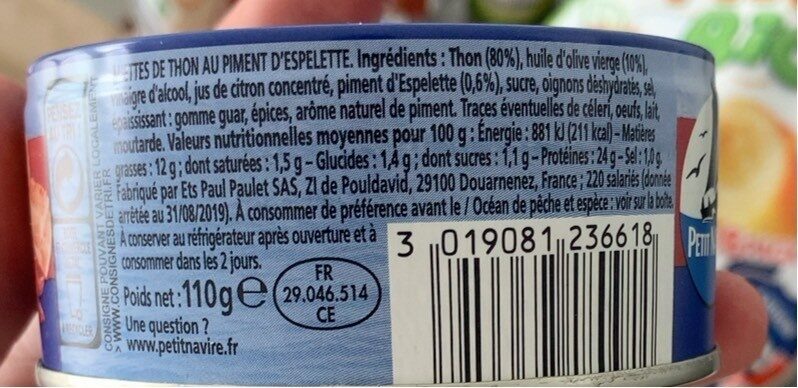 DE THON AU PIMENT D'ESPELETTE. Ingrédients : Thon (80%), huile d'olive vierge (10%),
vinaigre d'alcool, jus de citron concentré, piment d'Espelette (0,6%), sucre, oignons déshydratés, sel,
épaississant : gomme guar, épices, arôme naturel de piment. Traces éventuelles de céleri, oeufs, lait,
moutarde. Valeurs nutritionnelles moyennes pour 100 g : Énergie : 881 kJ (211 kcal) – Matières
grasses : 12 g ; dont saturées : 1,5 g – Glucides : 1,4 g ; dont sucres : 1,1 g – Protéines : 24 g – Sel : 1,0 g.
Fabriqué par Ets Paul Paulet SAS, ZI de Pouldavid, 29100 Douarnenez, France ; 220 salariés (donnée
arrêtée au 31/08/2019). À consommer de préférence avant le / Océan de pêche et espèce : voir sur la boîte.
À conserver au réfrigérateur après ouverture et à
consommer dans les 2 jours.
Poids net : 110g e
FR
29.046.514
CE
Une question ?
www.petitnavire.fr
3 019081 236618
PETIT
PENSEZ
AU TRI
À RECYCLER
CONSIGNE POUVANT VARIER LOCALEMENT
> WWW.CONSIGNESDETRI.FR